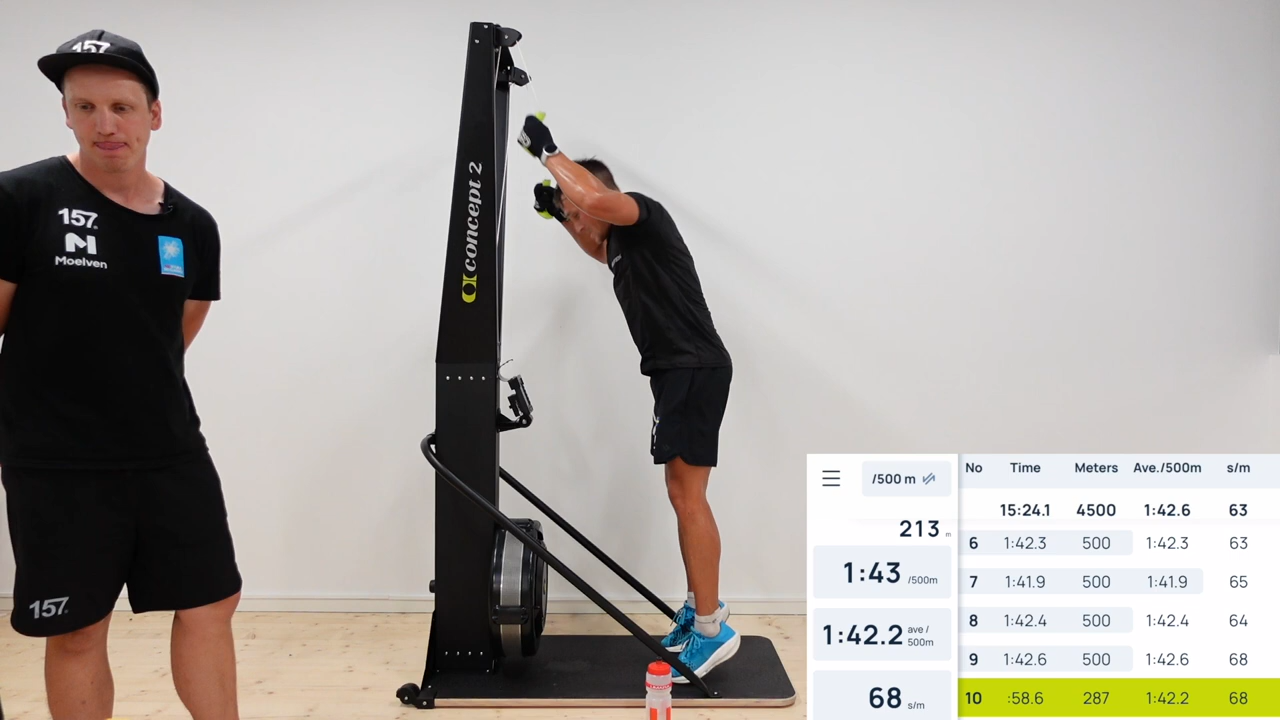 157
157.
Moelven
157.
concept 2
/500 m
213 m
1:43 /500m
1:42.2 ave / 500m
68 s/m
No Time Meters Ave./500m s/m
15:24.1 4500 1:42.6 63
6 1:42.3 500 1:42.3 63
7 1:41.9 500 1:41.9 65
8 1:42.4 500 1:42.4 64
9 1:42.6 500 1:42.6 68
10 :58.6 287 1:42.2 68